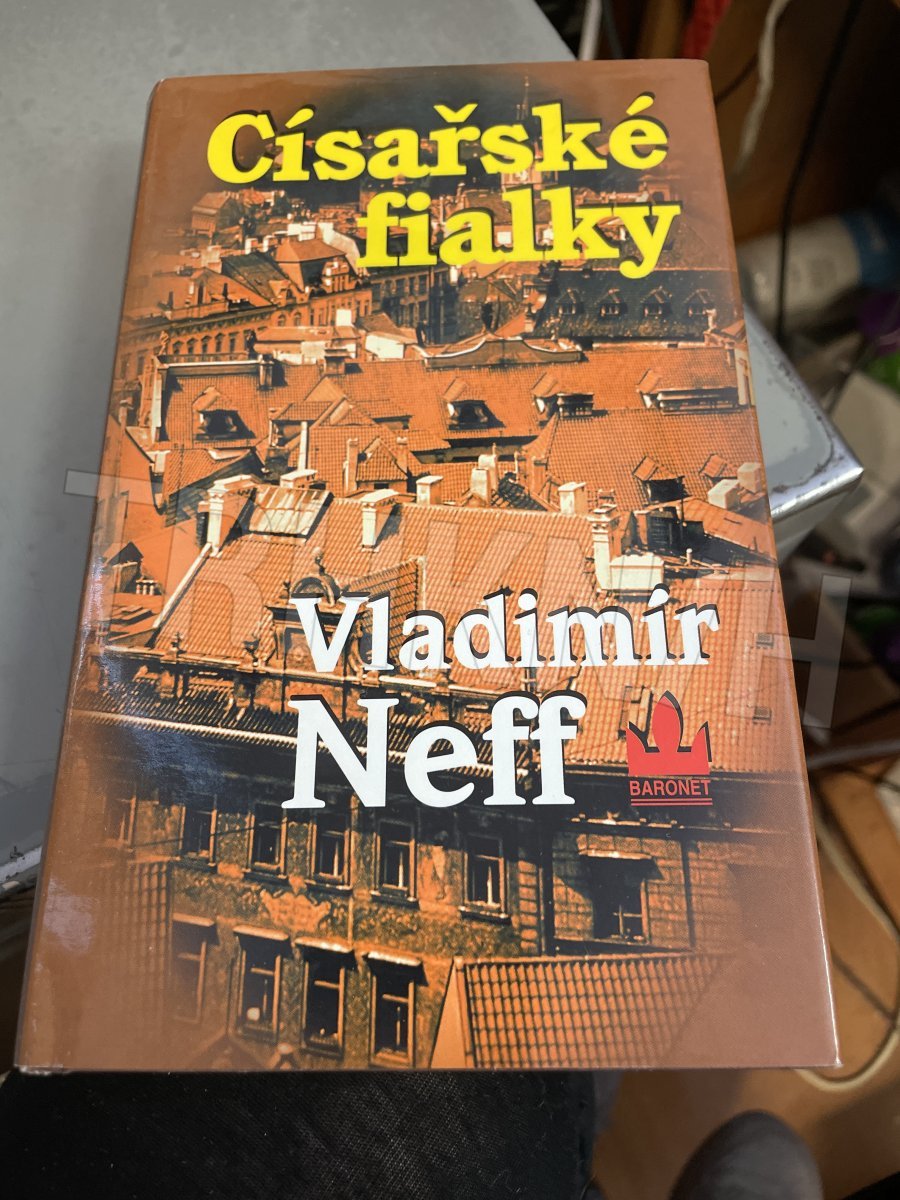 Císařské
fialky
Vladimír
Neff
BARONET